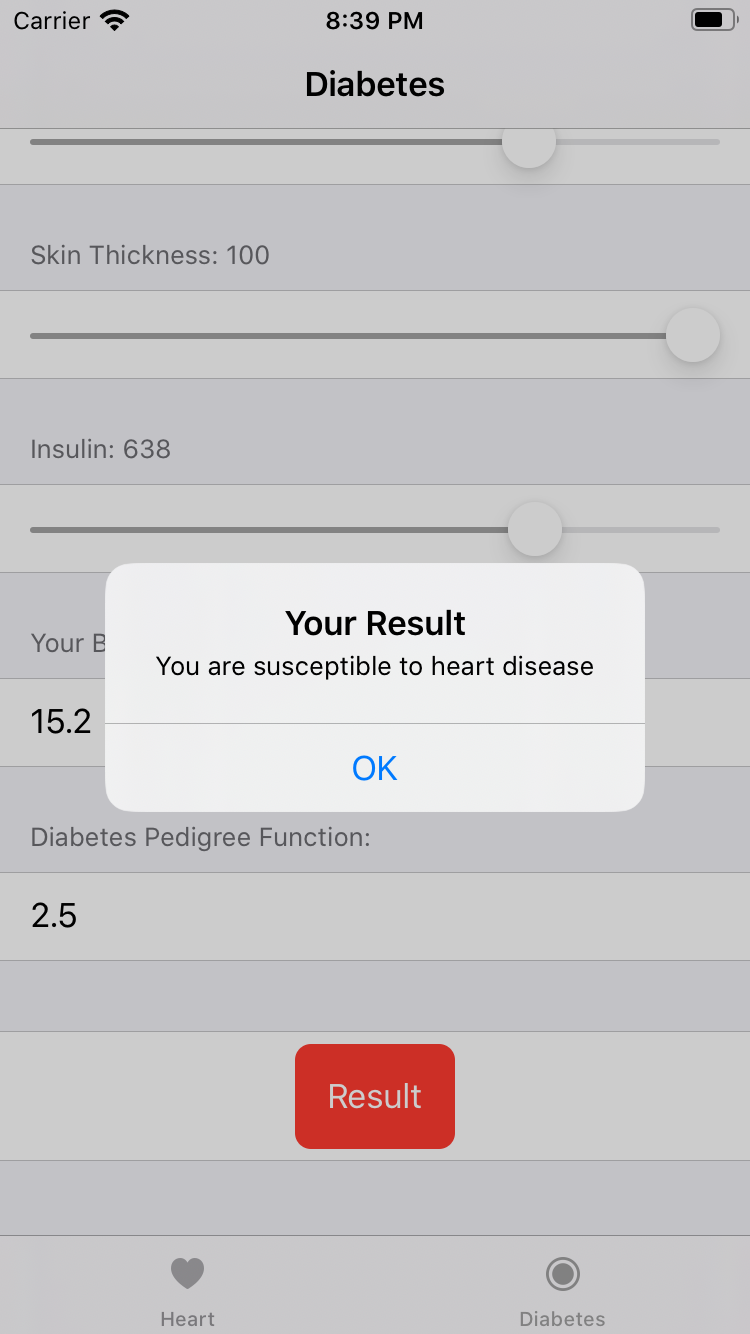 Carrier 8:39 PM
Diabetes
Skin Thickness: 100
Insulin: 638
Your
Your Result
You are susceptible to heart disease
15.2
OK
Diabetes Pedigree Function:
2.5
Result
Heart Diabetes